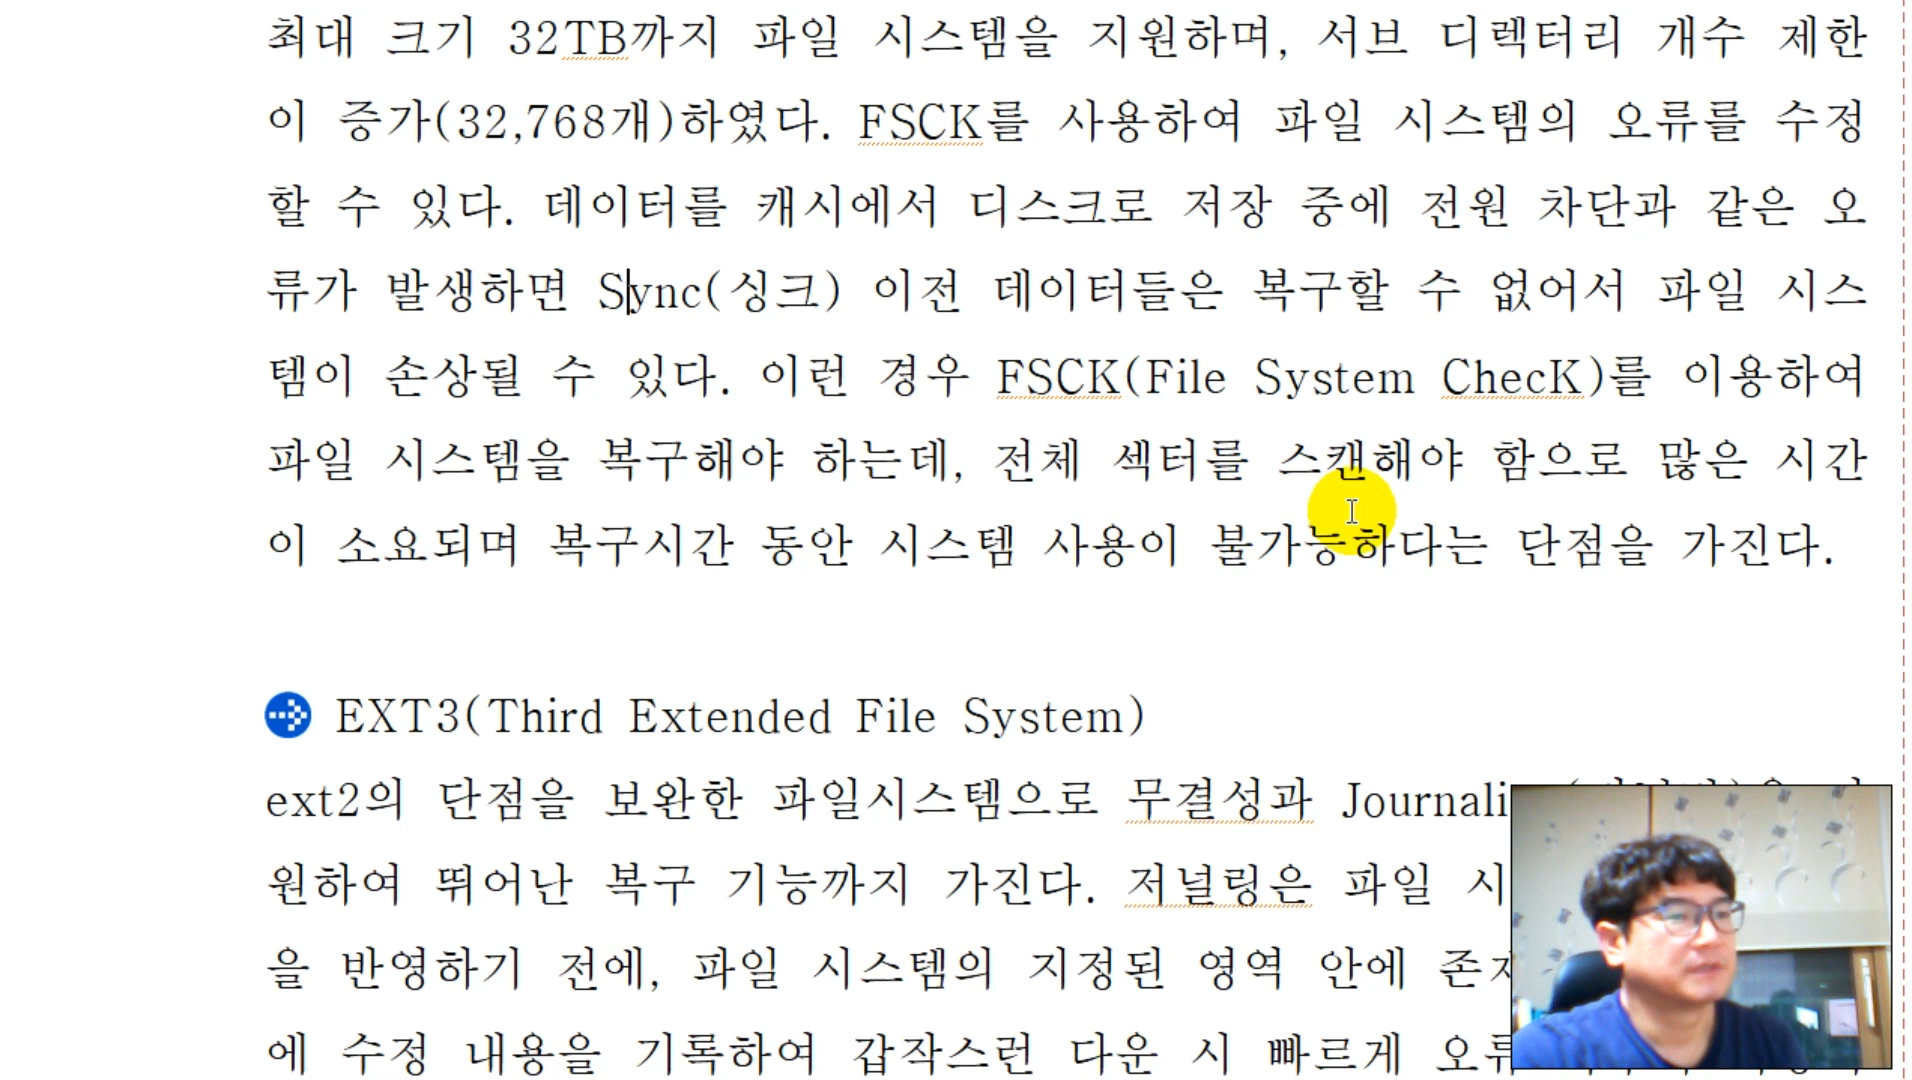 최대 크기 32TB까지 파일 시스템을 지원하며, 서브 디렉터리 개수 제한
이 증가(32,768개)하였다. FSCK를 사용하여 파일 시스템의 오류를 수정
할 수 있다. 데이터를 캐시에서 디스크로 저장 중에 전원 차단과 같은 오
류가 발생하면 Sync(싱크) 이전 데이터들은 복구할 수 없어서 파일 시스
템이 손상될 수 있다. 이런 경우 FSCK(File System ChecK)를 이용하여
파일 시스템을 복구해야 하는데, 전체 섹터를 스캔해야 함으로 많은 시간
이 소요되며 복구시간 동안 시스템 사용이 불가능하다는 단점을 가진다.
EXT3(Third Extended File System)
ext2의 단점을 보완한 파일시스템으로 무결성과
원하여 뛰어난 복구 기능까지 가진다. 저널링은 파일
을 반영하기 전에, 파일 시스템의 지정된 영역 안에
에 수정 내용을 기록하여 갑작스런 다운 시 빠르게